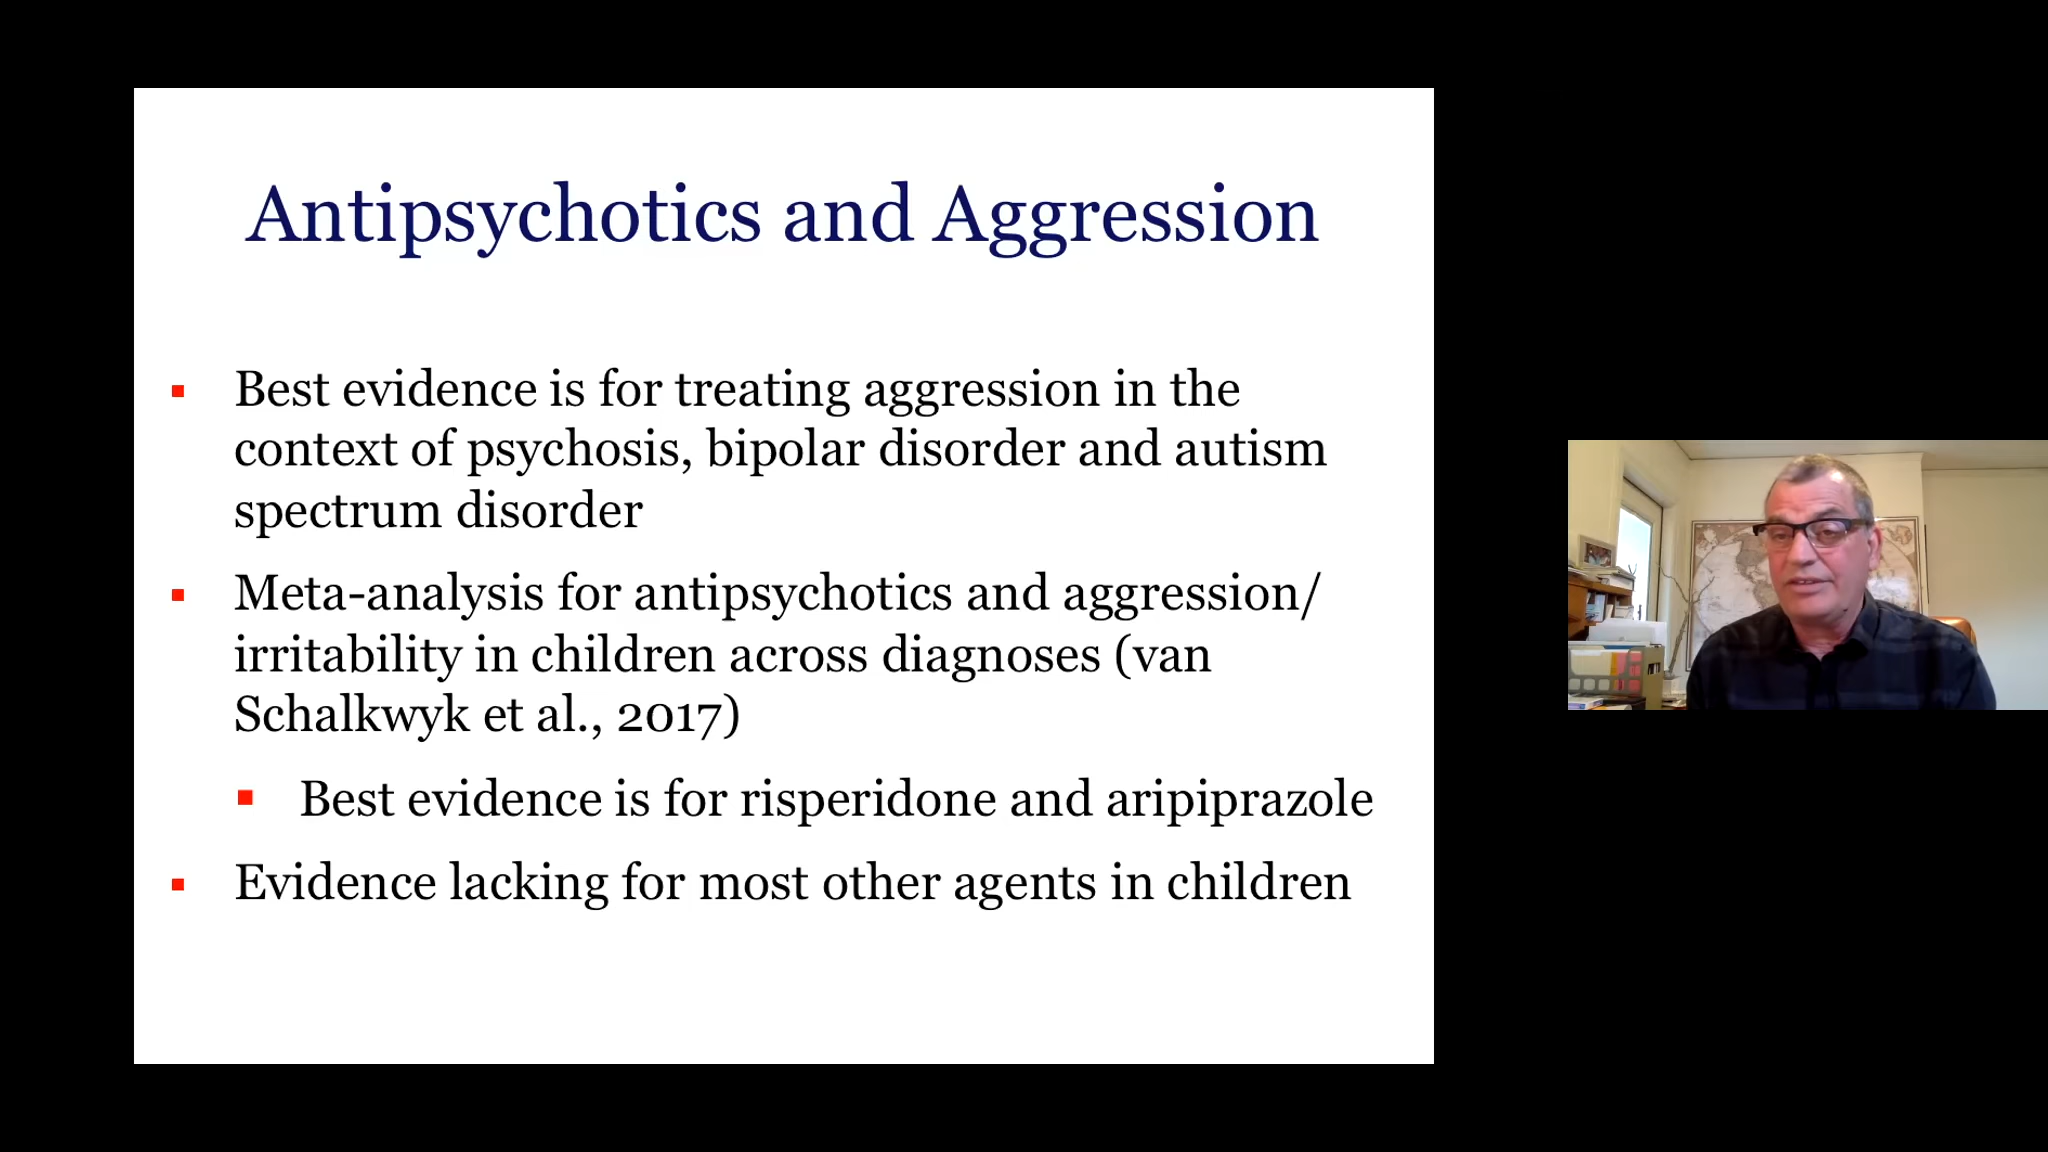 Antipsychotics and Aggression
Best evidence is for treating aggression in the
context of psychosis, bipolar disorder and autism
spectrum disorder
Meta-analysis for antipsychotics and aggression/
irritability in children across diagnoses (van
Schalkwyk et al., 2017)
Best evidence is for risperidone and aripiprazole
Evidence lacking for most other agents in children